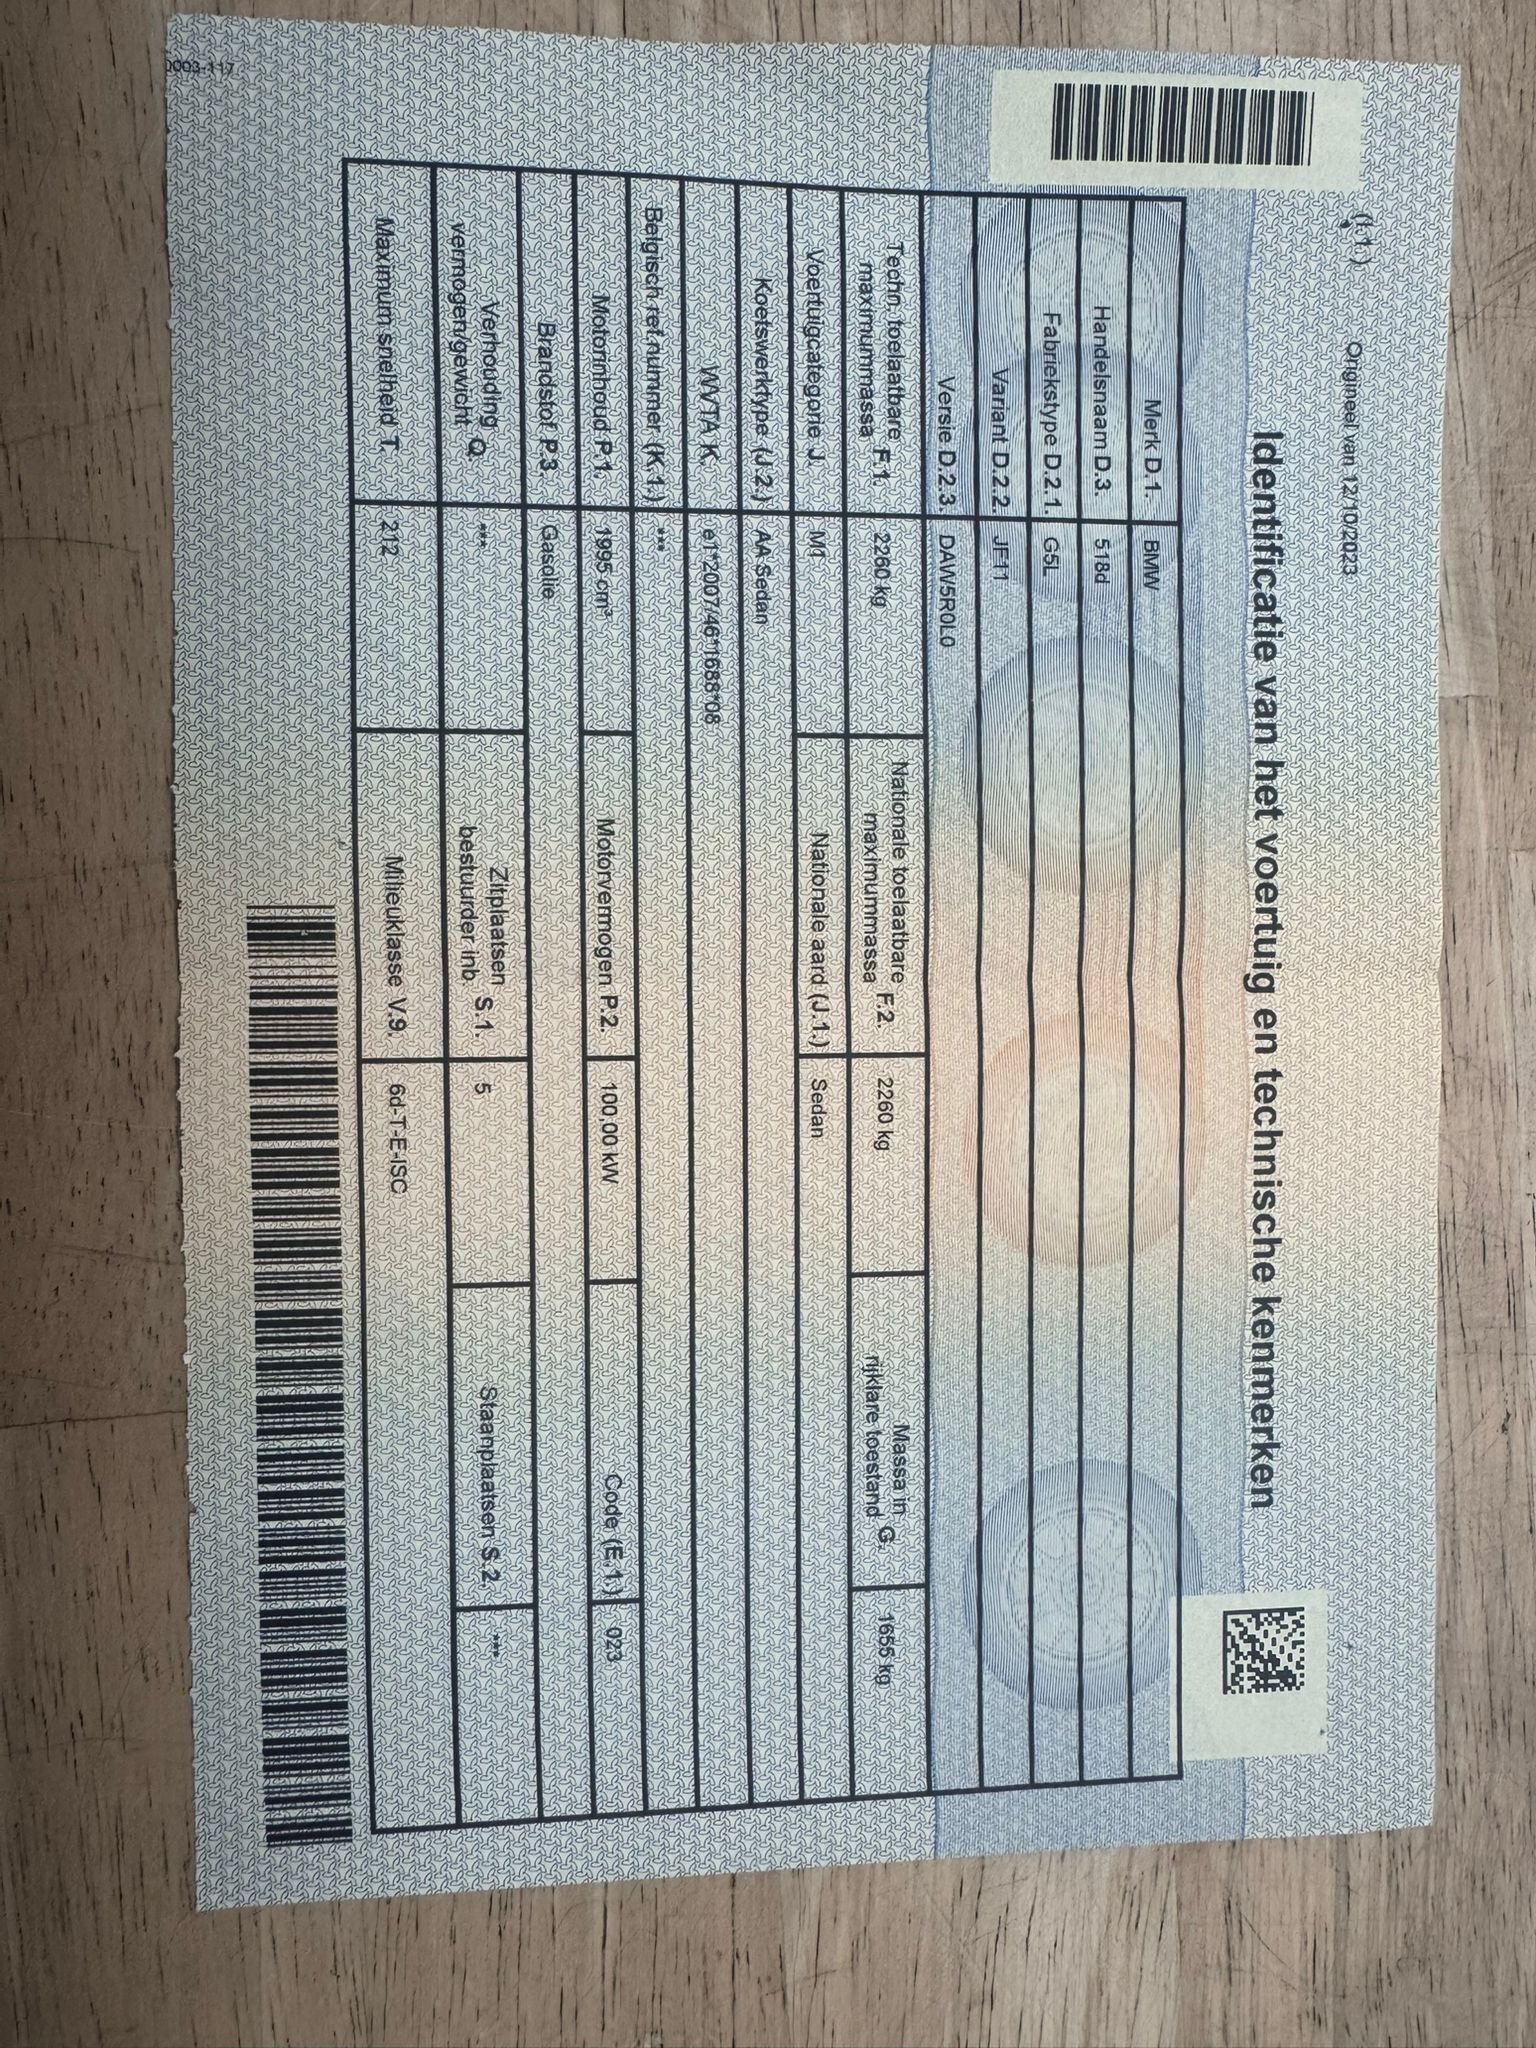 (I.1.)
Origineel van 12/10/2023
Identificatie van het voertuig en technische kenmerken
Merk D.1. BMW
Handelsnaam D.3. 518d
Fabriekstype D.2.1. G5L
Variant D.2.2. JF11
Versie D.2.3. DAW5R0L0
Techn. toelaatbare maximummassa F.1. 2260 kg Nationale toelaatbare maximummassa F.2. 2260 kg Massa in rijklare toestand G. 1655 kg
Voertuigcategorie J. M1 Nationale aard (J.1.) Sedan
Koetswerktype (J.2.) AA Sedan
WVTA K. e1*2007/46*1688*08
Belgisch ref.nummer (K.1.) ***
Motorinhoud P.1. 1995 cm³ Motorvermogen P.2. 100,00 kW Code (E.1.) 023
Brandstof P.3. Gasolie
Verhouding vermogen/gewicht Q. *** Zitplaatsen bestuurder inb. S.1. 5 Staanplaatsen S.2. ***
Maximum snelheid T. 212 Milieuklasse V.9. 6d-T-E-ISC
0003-117